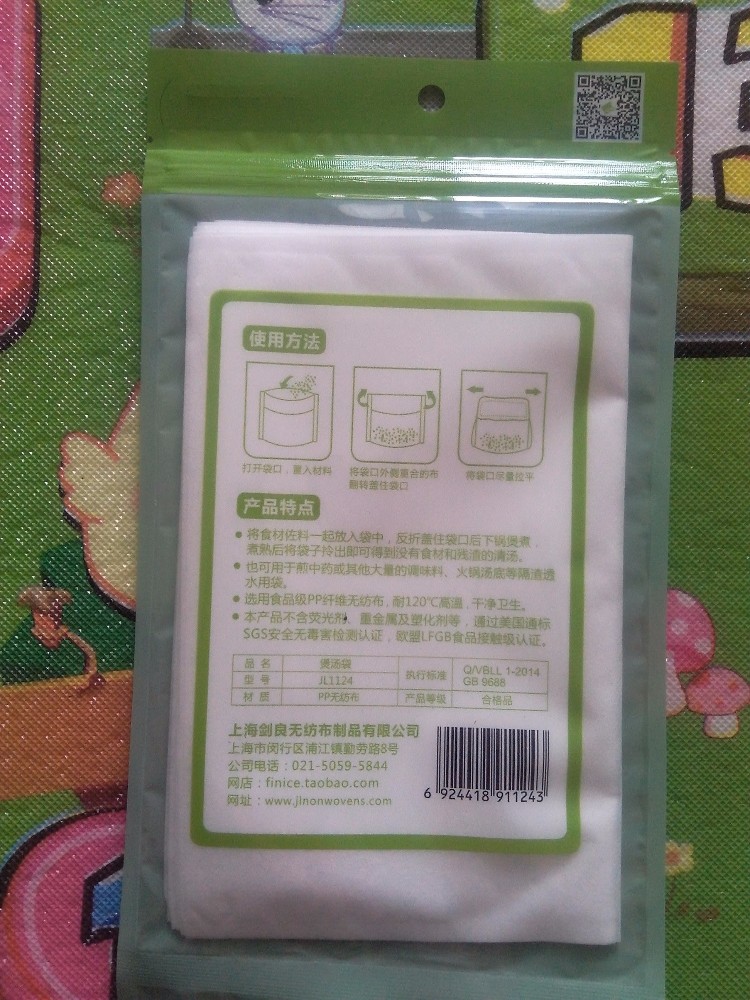 使用方法
打开袋口，置入材料
将袋口外侧重合的布
翻转盖住袋口
将袋口尽量拉平
产品特点
● 将食材佐料一起放入袋中，反折盖住袋口后下锅煲煮，
煮熟后将袋子拎出即可得到没有食材和残渣的清汤。
● 也可用于煎中药或其他大量的调味料、火锅汤底等隔渣透
水用袋。
● 选用食品级PP纤维无纺布，耐120℃高温，干净卫生。
● 本产品不含荧光剂、重金属及塑化剂等，通过美国通标
SGS安全无毒害检测认证，欧盟LFGB食品接触级认证。
品 名 煲汤袋 执行标准 Q/VBLL 1-2014
型 号 JL1124 GB 9688
材 质 PP无纺布 产品等级 合格品
上海剑良无纺布制品有限公司
上海市闵行区浦江镇勤劳路8号
公司电话：021-5059-5844
网店：finice.taobao.com
网址：www.jlnonwovens.com
6 924418 911243